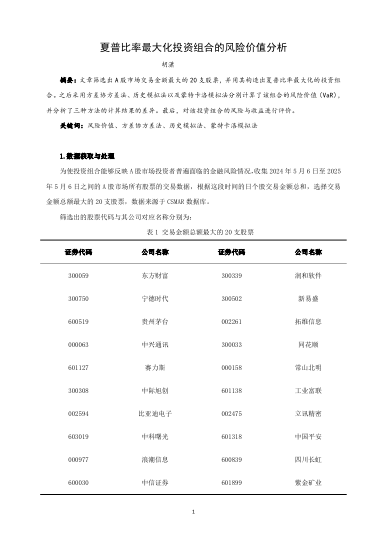 夏普比率最大化投资组合的风险价值分析
胡潇
摘要：文章筛选出A股市场交易金额最大的20支股票，并用其构造出夏普比率最大化的投资组
合。之后采用方差协方差法、历史模拟法以及蒙特卡洛模拟法分别计算了该组合的风险价值（VaR），
并分析了三种方法的计算结果的差异。最后，对该投资组合的风险与收益进行评价。
关键词：风险价值、方差协方差法、历史模拟法、蒙特卡洛模拟法
1.数据获取与处理
为使投资组合能够反映A股市场投资者普遍面临的金融风险情况，收集2024年5月6日至2025
年5月6日之间的A股市场所有股票的交易数据，根据这段时间的日个股交易金额总和，选择交易
金额总额最大的20支股票，数据来源于CSMAR数据库。
筛选出的股票代码与其公司对应名称分别为：
表1 交易金额总额最大的20支股票
证券代码 公司名称 证券代码 公司名称
300059 东方财富 300339 润和软件
300750 宁德时代 300502 新易盛
600519 贵州茅台 002261 拓维信息
000063 中兴通讯 300033 同花顺
601127 赛力斯 000158 常山北明
300308 中际旭创 601138 工业富联
002594 比亚迪电子 002475 立讯精密
603019 中科曙光 601318 中国平安
000977 浪潮信息 600839 四川长虹
600030 中信证券 601899 紫金矿业
1